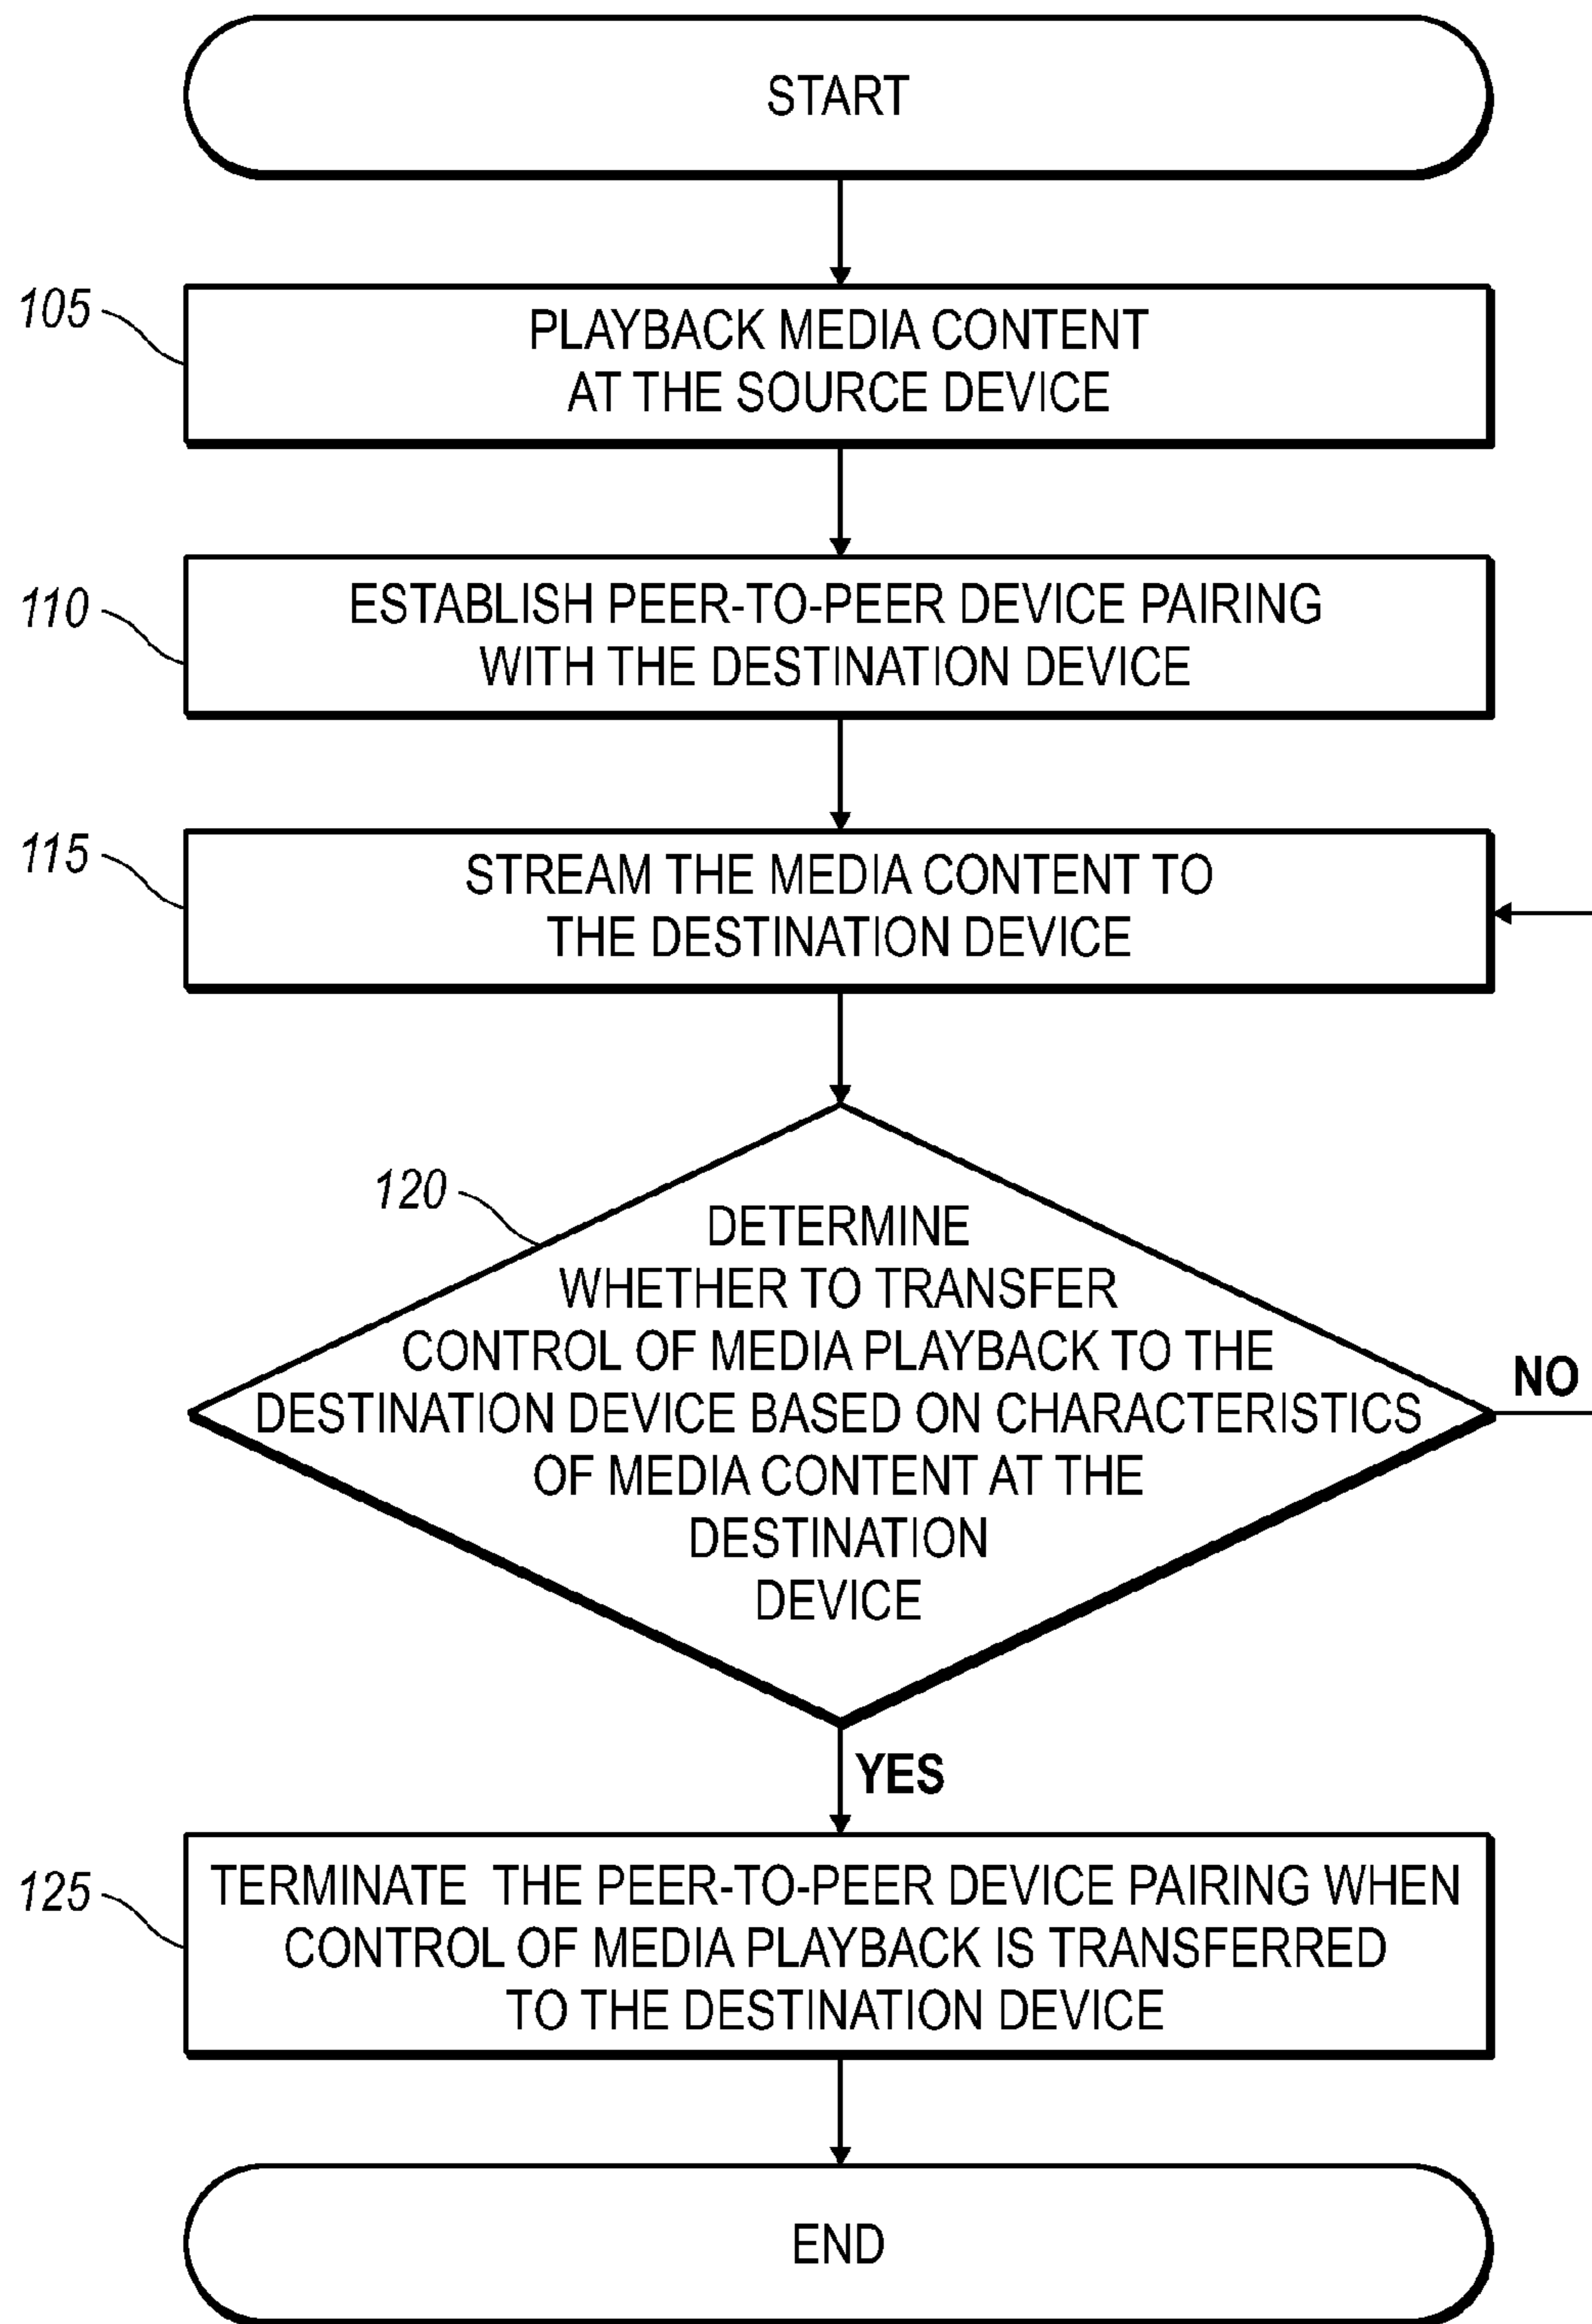 START
105
PLAYBACK MEDIA CONTENT
AT THE SOURCE DEVICE
110
ESTABLISH PEER-TO-PEER DEVICE PAIRING
WITH THE DESTINATION DEVICE
115
STREAM THE MEDIA CONTENT TO
THE DESTINATION DEVICE
120
DETERMINE
WHETHER TO TRANSFER
CONTROL OF MEDIA PLAYBACK TO THE
DESTINATION DEVICE BASED ON CHARACTERISTICS
OF MEDIA CONTENT AT THE
DESTINATION
DEVICE
NO
YES
125
TERMINATE THE PEER-TO-PEER DEVICE PAIRING WHEN
CONTROL OF MEDIA PLAYBACK IS TRANSFERRED
TO THE DESTINATION DEVICE
END